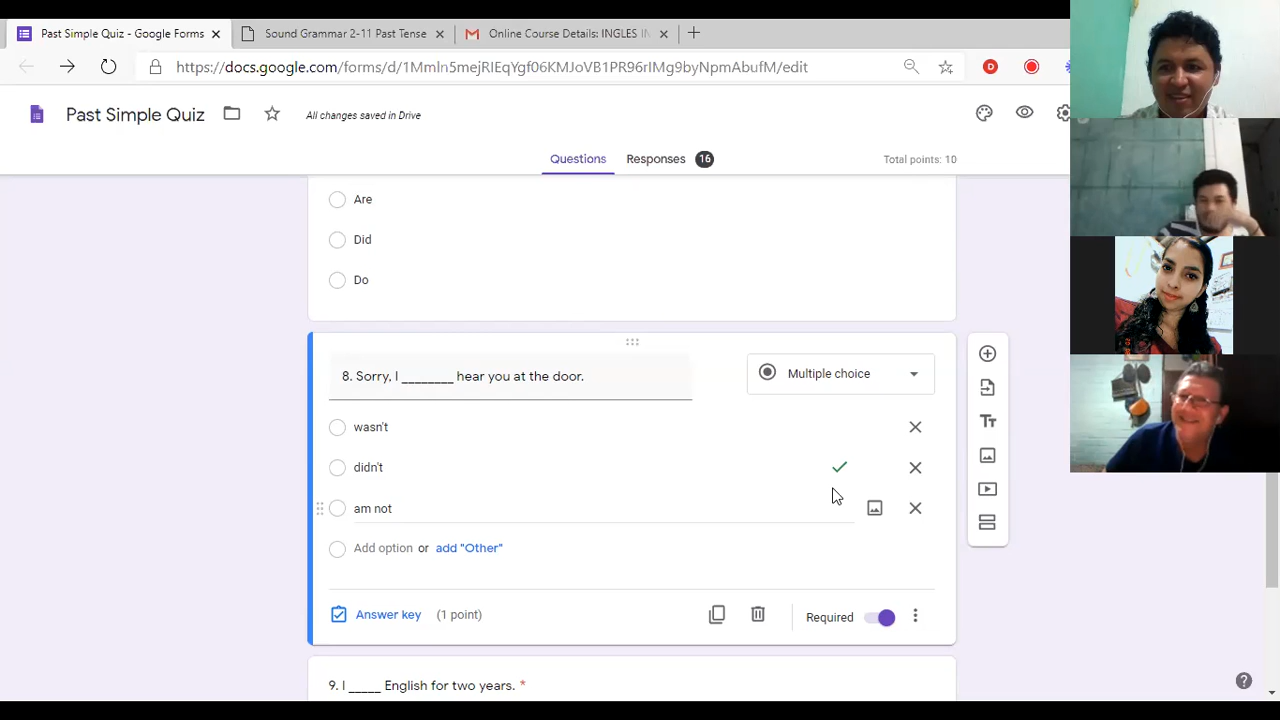 Past Simple Quiz - Google Forms
Sound Grammar 2-11 Past Tense
Online Course Details: INGLES IN
https://docs.google.com/forms/d/1Mmln5mejRIEqYgf06KMJoVB1PR96rIMg9byNpmAbufM/edit
Past Simple Quiz
All changes saved in Drive
Questions
Responses 16
Total points: 10
Are
Did
Do
8. Sorry, I ________ hear you at the door.
Multiple choice
wasn't
didn't
am not
Add option or add "Other"
Answer key (1 point)
Required
9. I _____ English for two years. *